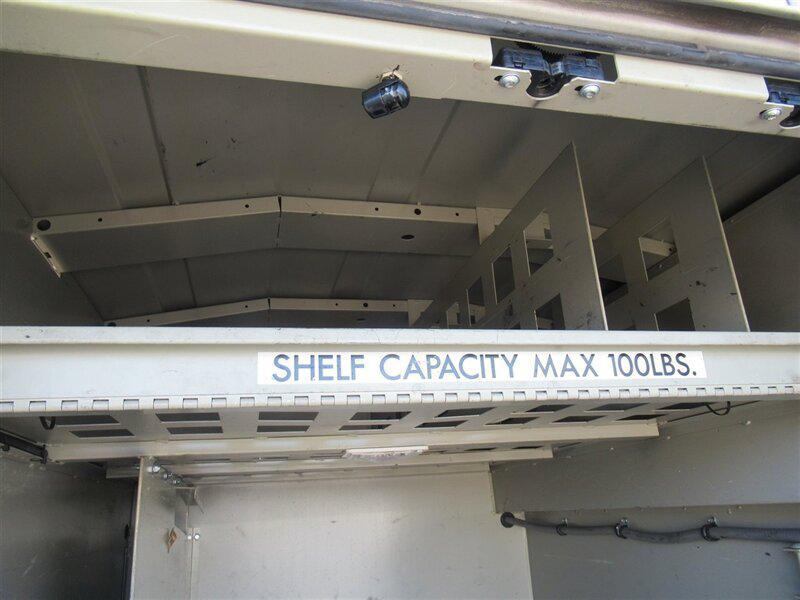 SHELF CAPACITY MAX 100LBS.